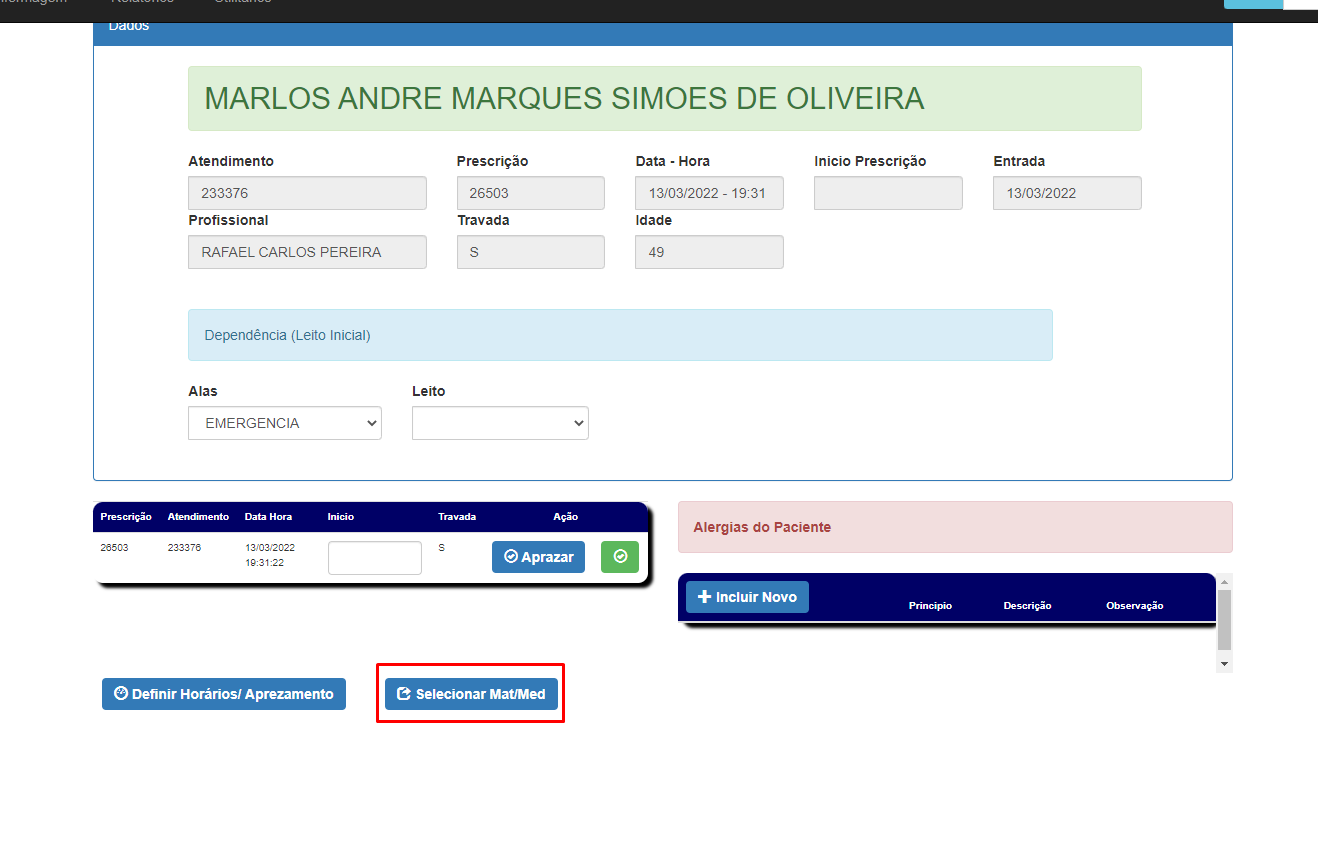 Relatórios Utilitários
Dados
MARLOS ANDRE MARQUES SIMOES DE OLIVEIRA
Atendimento Prescrição Data - Hora Inicio Prescrição Entrada
233376 26503 13/03/2022 - 19:31 13/03/2022
Profissional Travada Idade
RAFAEL CARLOS PEREIRA S 49
Dependência (Leito Inicial)
Alas Leito
EMERGENCIA
Prescrição Atendimento Data Hora Inicio Travada Ação
26503 233376 13/03/2022 S Aprazar
19:31:22
Alergias do Paciente
Incluir Novo Principio Descrição Observação
Definir Horários/ Aprezamento Selecionar Mat/Med